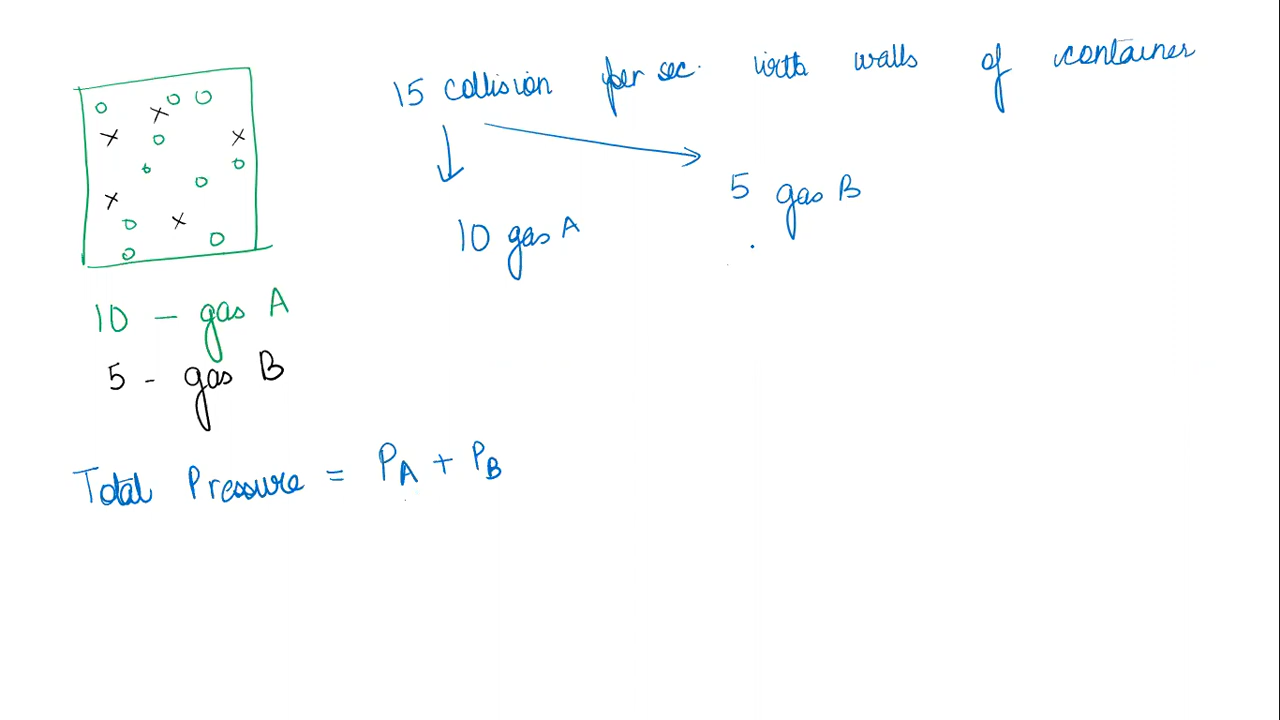 15 collision per sec. with walls of container
5 gas B
10 gas A
10 - gas A
5 - gas B
Total Pressure = PA + PB